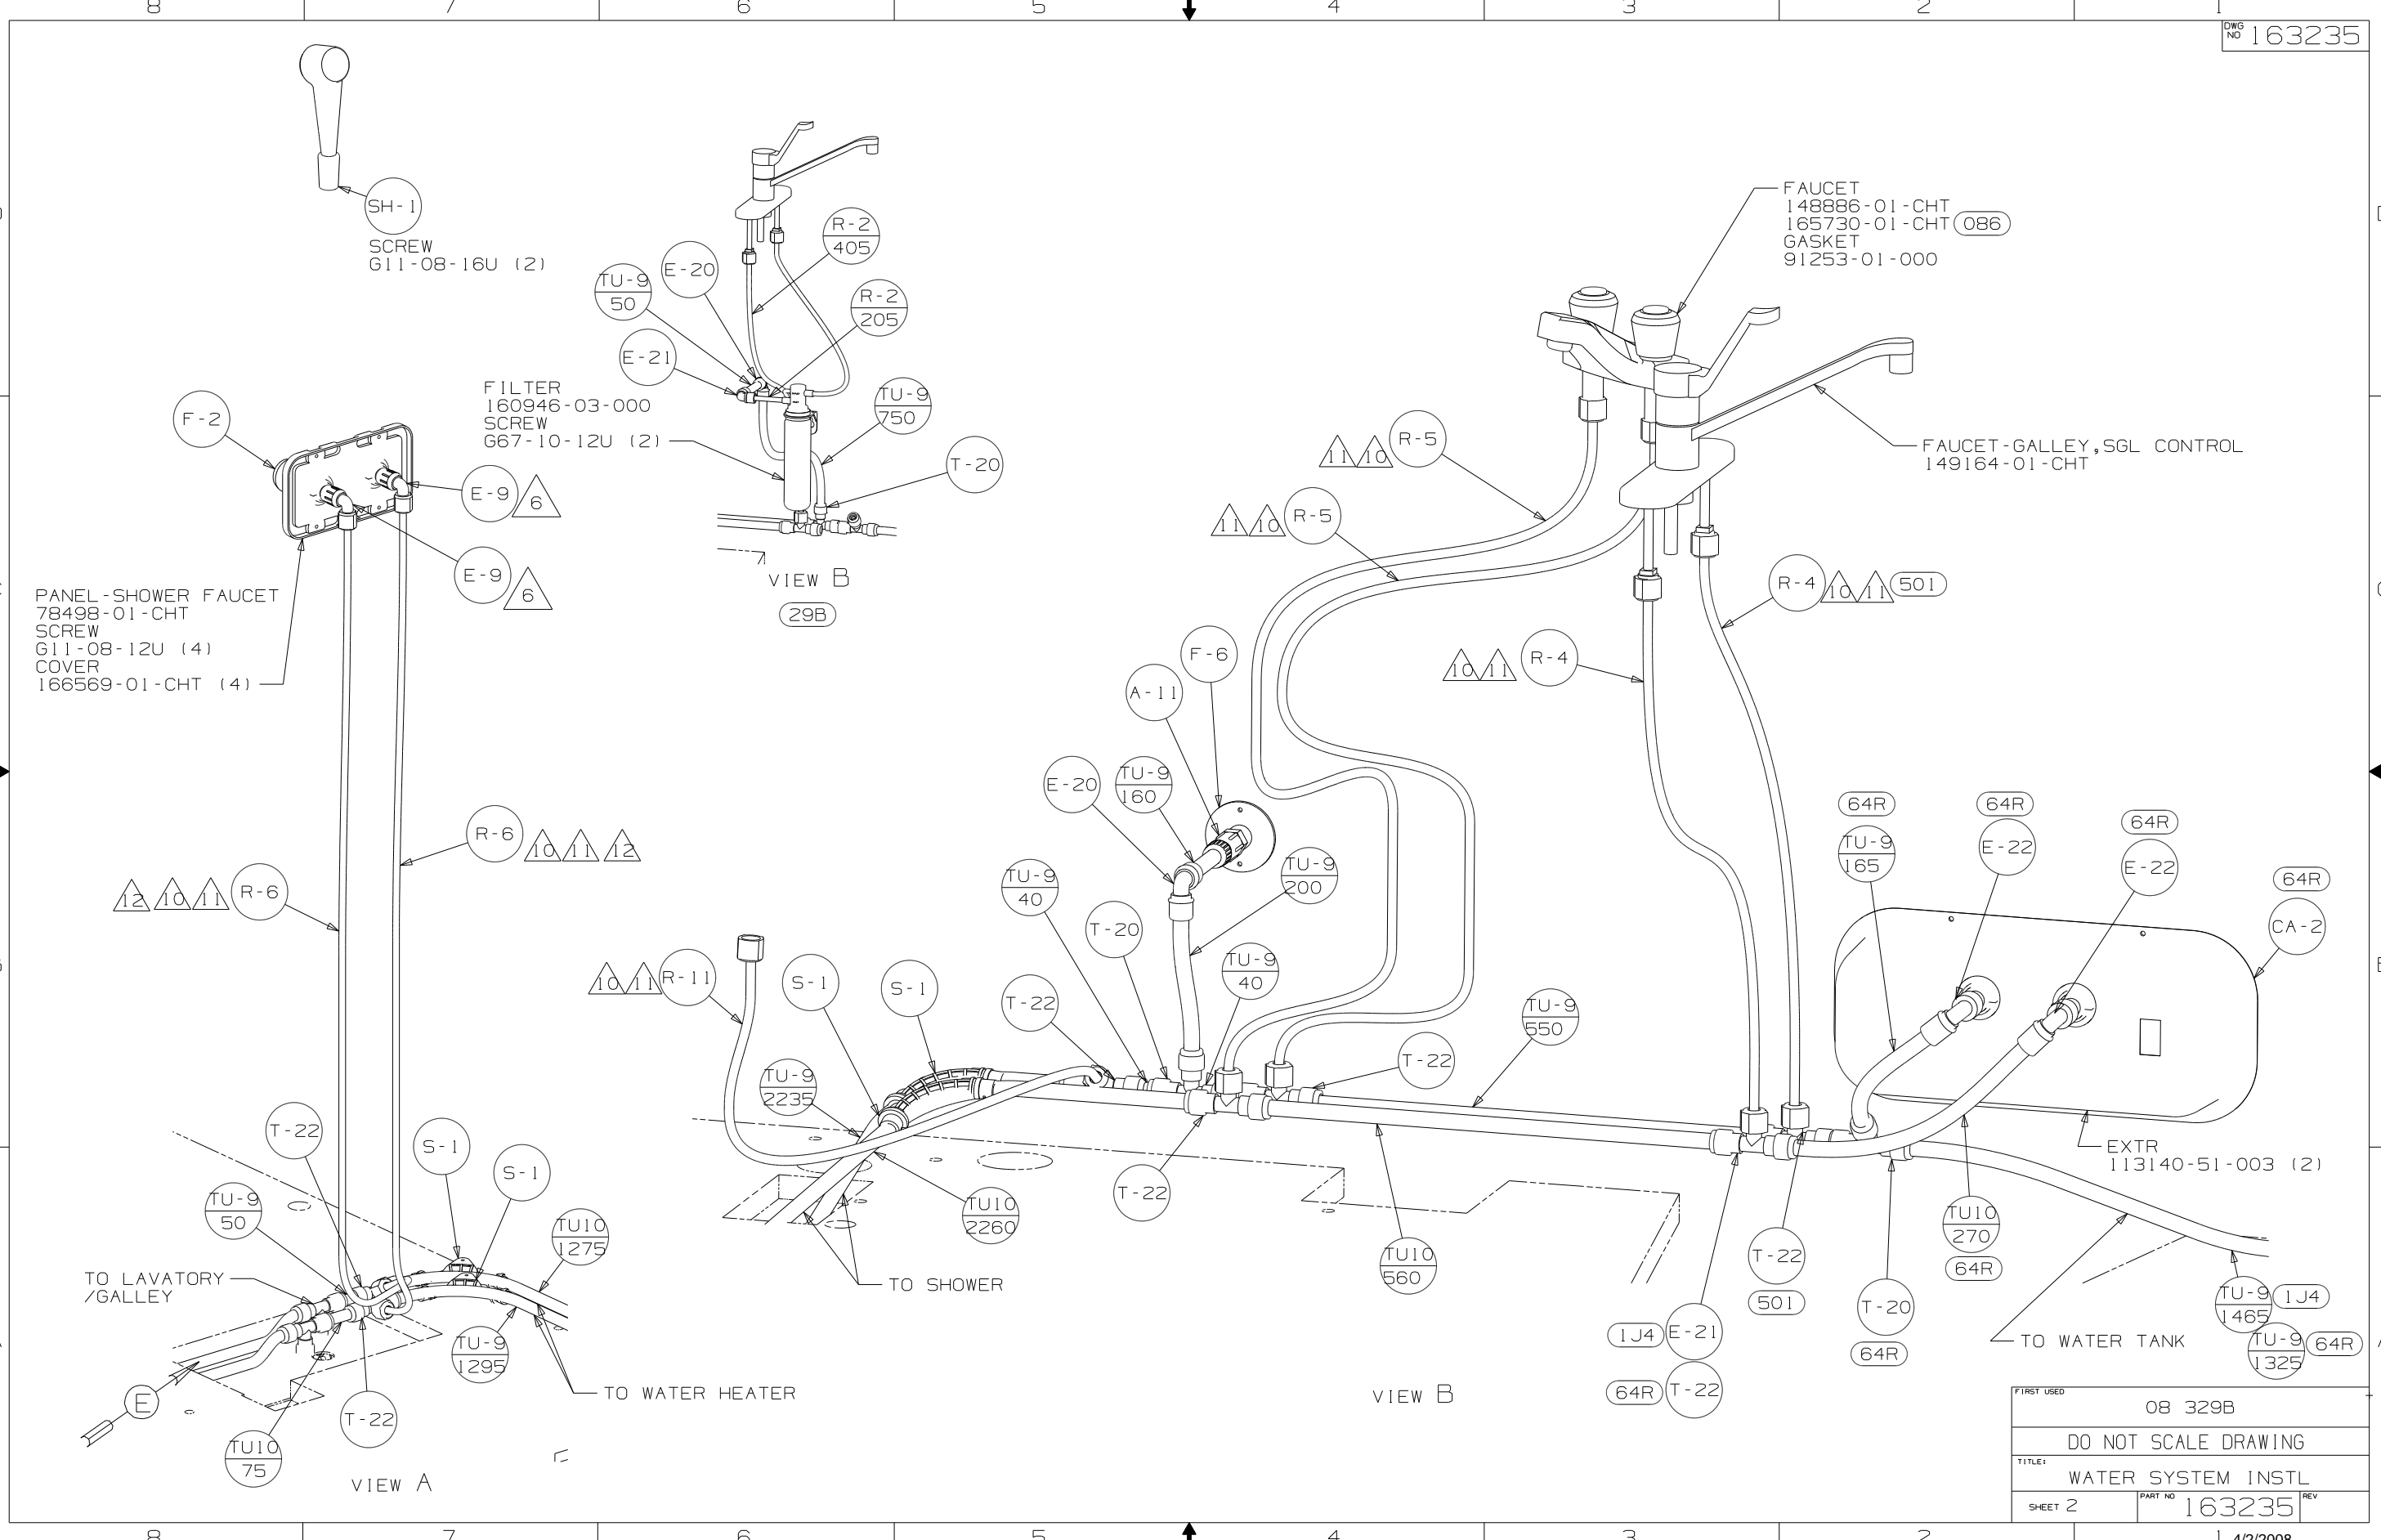 8 7 6 5 4 3 2 1
DWG NO 163235
SH-1
SCREW
G11-08-16U (2)
R-2
405
E-20
TU-9
50
R-2
205
E-21
FILTER
160946-03-000
SCREW
G67-10-12U (2)
TU-9
750
T-20
VIEW B
29B
FAUCET
148886-01-CHT
165730-01-CHT 086
GASKET
91253-01-000
FAUCET-GALLEY,SGL CONTROL
149164-01-CHT
F-2
E-9 6
E-9 6
PANEL-SHOWER FAUCET
78498-01-CHT
SCREW
G11-08-12U (4)
COVER
166569-01-CHT (4)
11 10 R-5
11 10 R-5
R-4 10 11 501
10 11 R-4
F-6
A-11
E-20
TU-9
160
TU-9
200
TU-9
40
T-20
TU-9
40
T-22
R-6 10 11 12
12 10 11 R-6
10 11 R-11
S-1
S-1
TU-9
2235
TU-9
550
T-22
T-22
TU10
2260
TU10
560
TO SHOWER
64R
TU-9
165
64R
E-22
64R
E-22
64R
CA-2
EXTR
113140-51-003 (2)
TU10
270
64R
T-22
501
T-20
64R
1J4 E-21
64R T-22
TO WATER TANK
TU-9
1465
1J4
TU-9
1325
64R
VIEW B
T-22
S-1
S-1
TU-9
50
TU10
1275
TO LAVATORY
/GALLEY
TU-9
1295
TO WATER HEATER
E
T-22
TU10
75
VIEW A
FIRST USED
08 329B
DO NOT SCALE DRAWING
TITLE:
WATER SYSTEM INSTL
SHEET 2 PART NO 163235 REV
8 7 6 5 4 3 2 1
4/2/2008